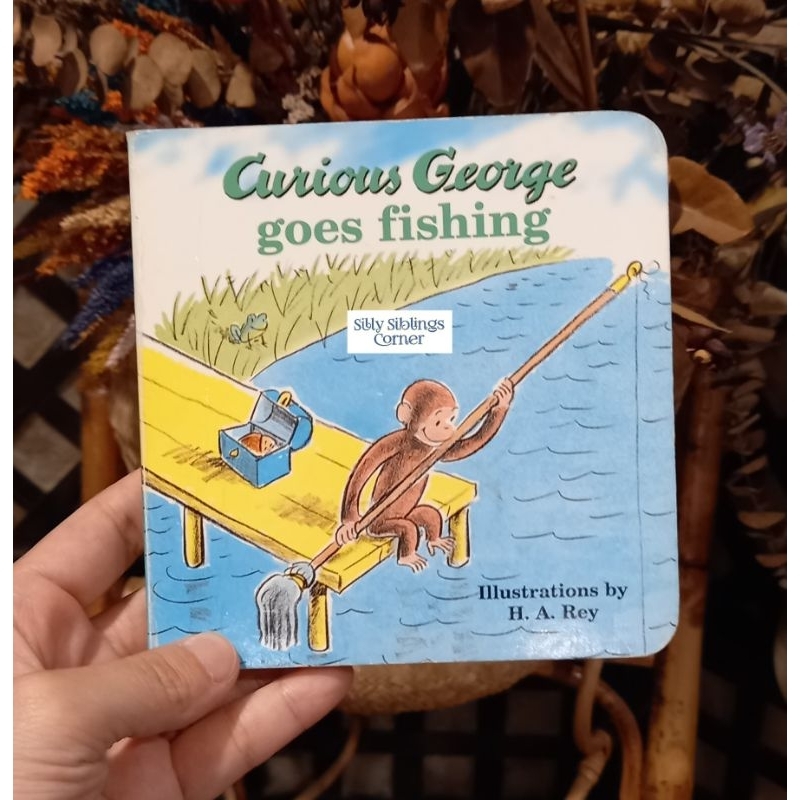 Curious George
goes fishing
Silly Siblings
Corner
Illustrations by
H. A. Rey